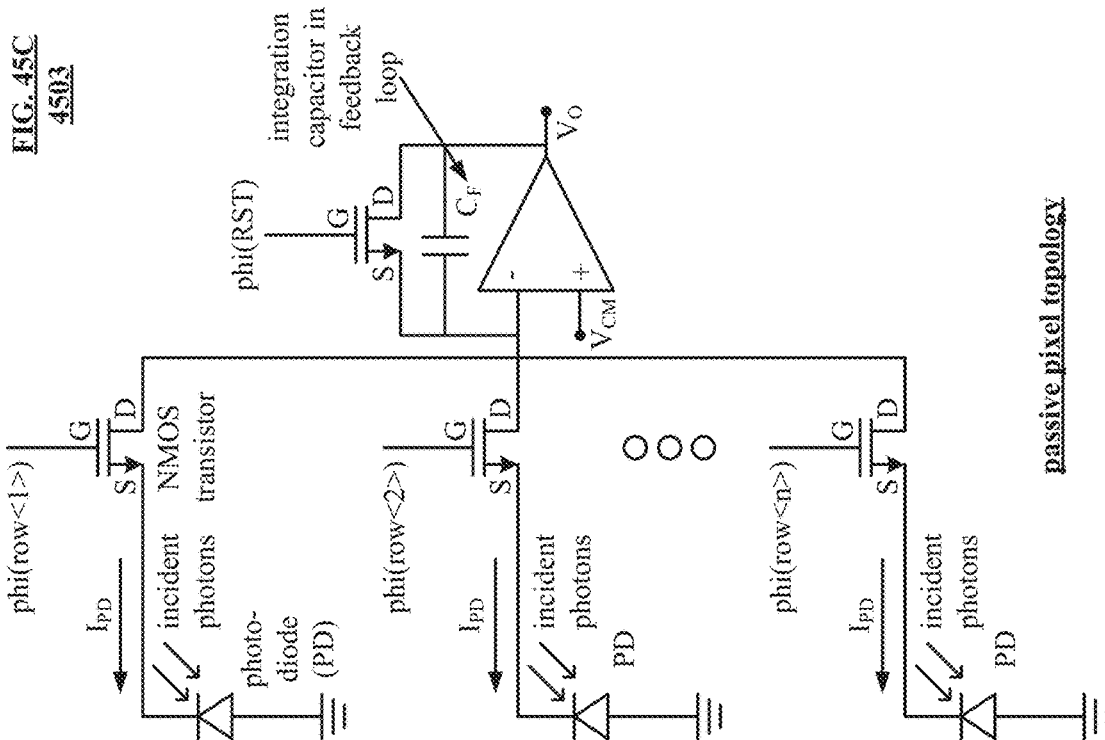 FIG. 45C
4503
integration
capacitor in
feedback
loop
phi(RST)
G
S
D
C_F
-
+
V_CM
V_O
phi(row<1>)
G
S
D
NMOS
transistor
I_PD
incident
photons
photo-
diode
(PD)
phi(row<2>)
G
S
D
I_PD
incident
photons
PD
phi(row<n>)
G
S
D
I_PD
incident
photons
PD
passive pixel topology